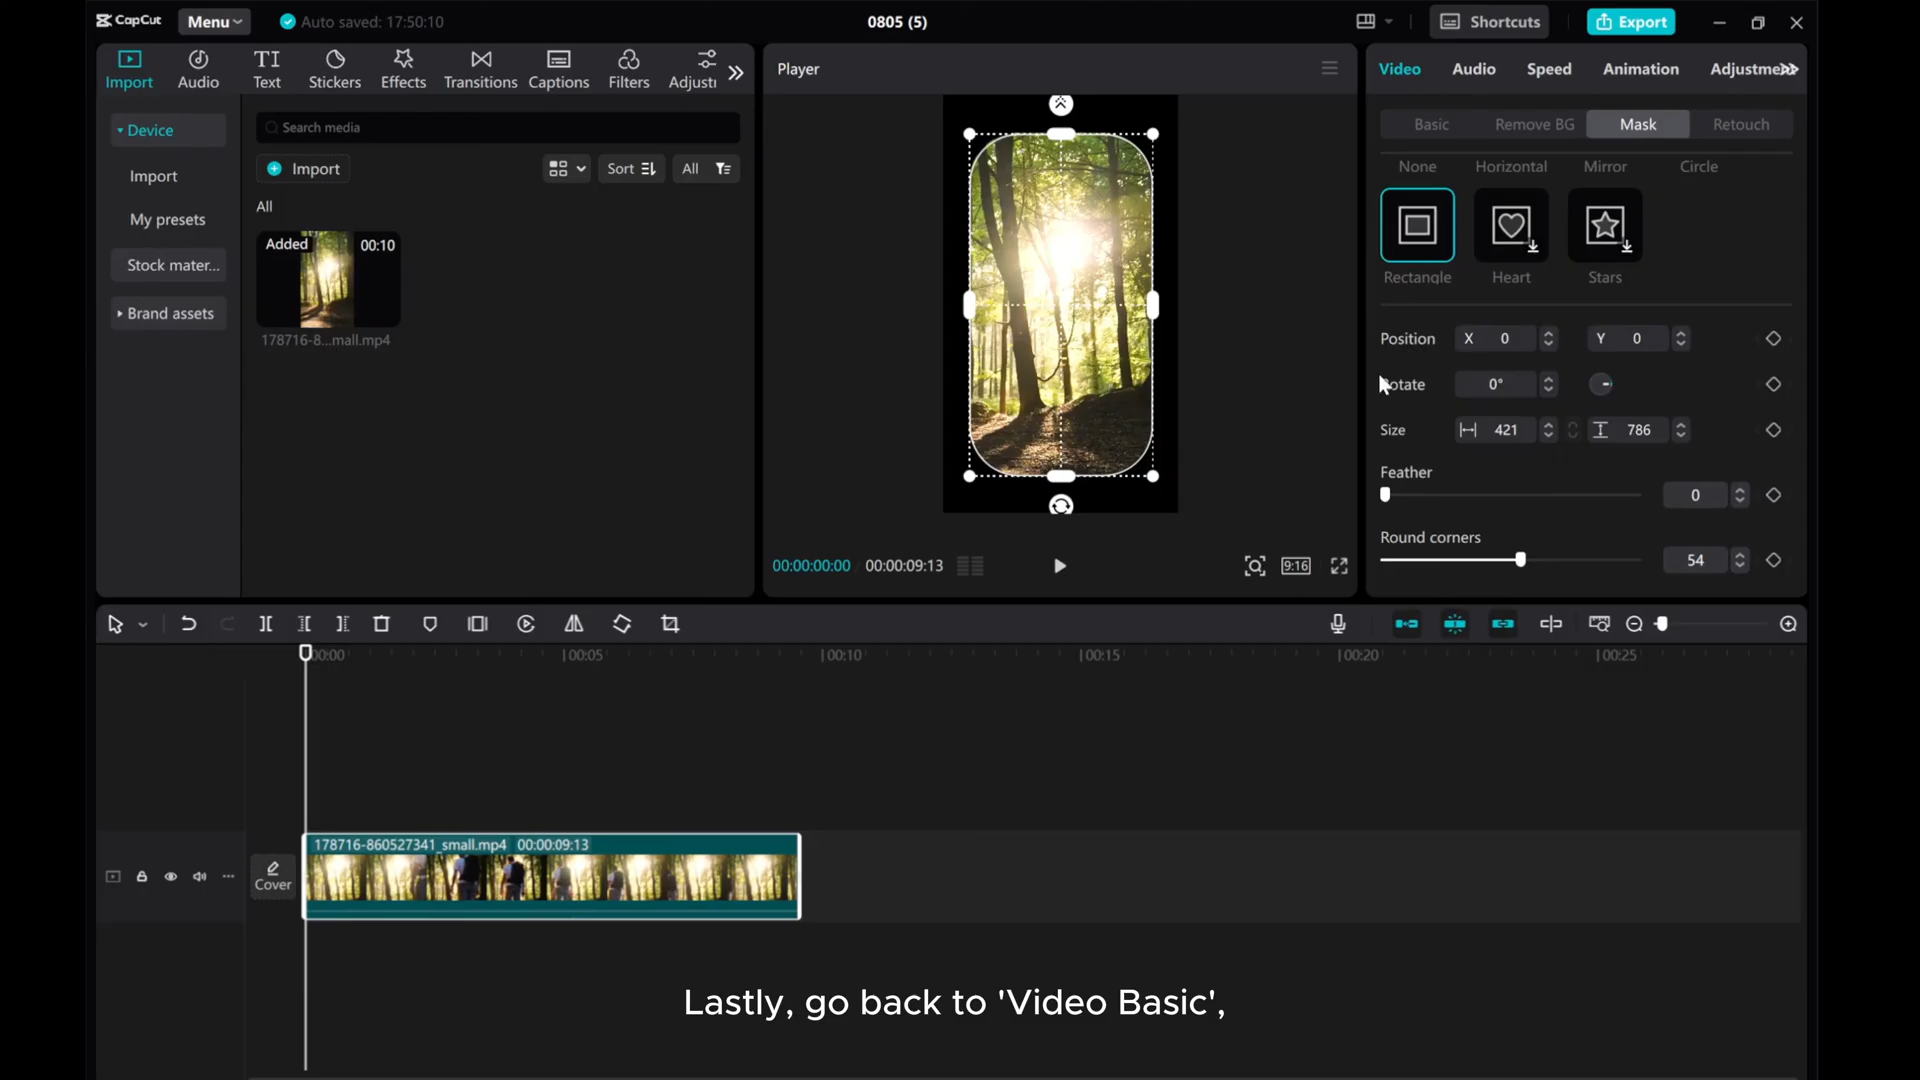 CapCut
Menu
Auto saved: 17:50:10
0805 (5)
Shortcuts
Export
Import
Audio
Text
Stickers
Effects
Transitions
Captions
Filters
Adjustr
Device
Import
My presets
Stock mater...
Brand assets
Search media
Import
Sort
All
All
Added
00:10
178716-8...mall.mp4
Player
00:00:00:00
00:00:09:13
9:16
Video
Audio
Speed
Animation
Adjustment
Basic
Remove BG
Mask
Retouch
None
Horizontal
Mirror
Circle
Rectangle
Heart
Stars
Position
X 0
Y 0
Rotate
0°
Size
421
786
Feather
0
Round corners
54
00:00
00:05
00:10
00:15
00:20
00:25
178716-860527341_small.mp4 00:00:09:13
Cover
Lastly, go back to 'Video Basic',